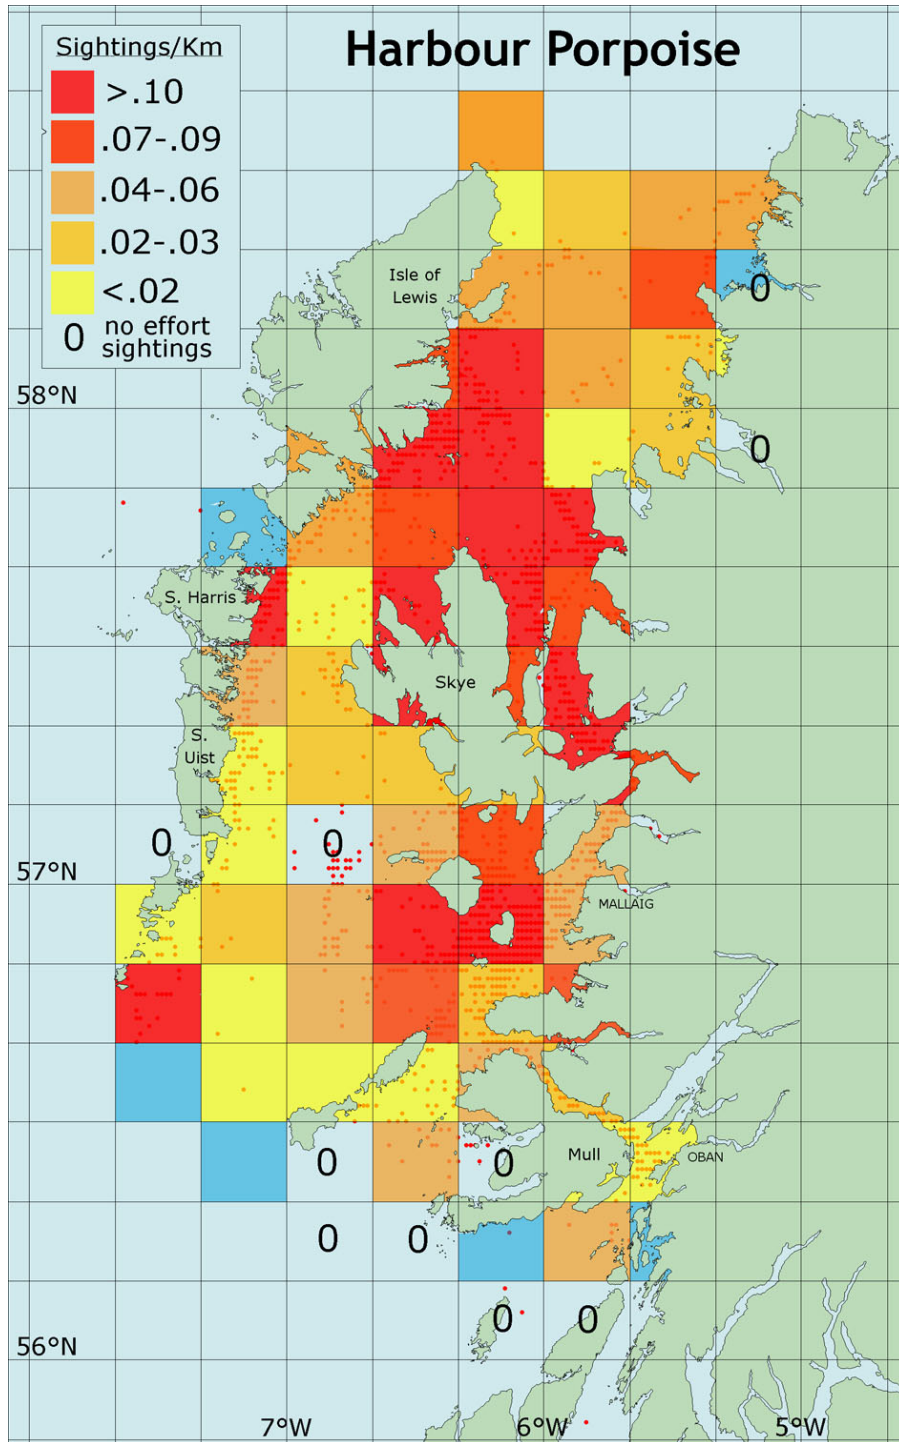 Harbour Porpoise
Sightings/Km
>.10
.07-.09
.04-.06
.02-.03
<.02
0 no effort
sightings
Isle of
Lewis
0
58°N
0
S. Harris
Skye
S.
Uist
0
0
57°N
MALLAIG
0
0
Mull
OBAN
0
0
0
0
56°N
7°W
6°W
5°W